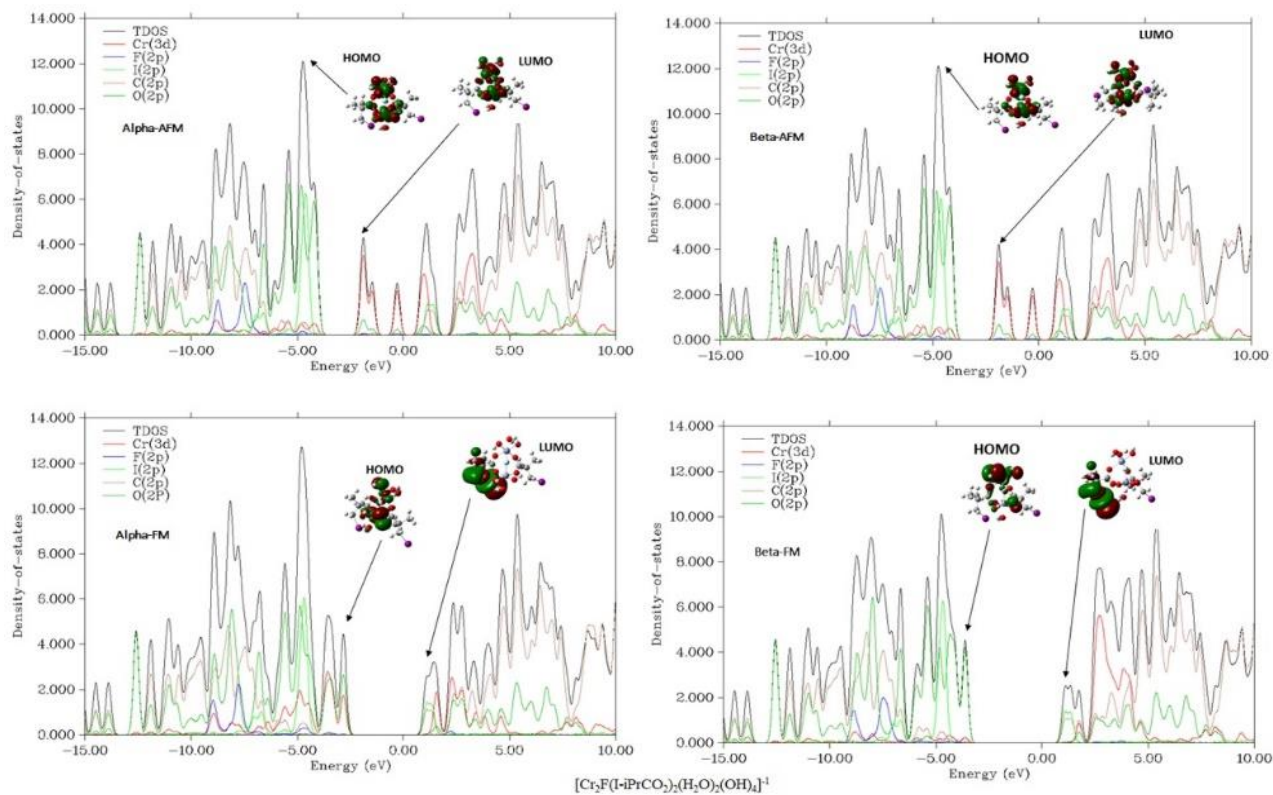 14.000
12.000
10.000
8.000
6.000
4.000
2.000
0.000
Density-of-states
TDOS
Cr(3d)
F(2p)
I(2p)
C(2p)
O(2p)
Alpha-AFM
HOMO
LUMO
-15.00 -10.00 -5.00 0.00 5.00 10.00
Energy (eV)
14.000
12.000
10.000
8.000
6.000
4.000
2.000
0.000
Density-of-states
TDOS
Cr(3d)
F(2p)
I(2p)
C(2p)
O(2p)
Beta-AFM
HOMO
LUMO
-15.00 -10.00 -5.00 0.00 5.00 10.00
Energy (eV)
14.000
12.000
10.000
8.000
6.000
4.000
2.000
0.000
Density-of-states
TDOS
Cr(3d)
F(2p)
I(2p)
C(2p)
O(2P)
Alpha-FM
HOMO
LUMO
-15.00 -10.00 -5.00 0.00 5.00 10.00
Energy (eV)
14.000
12.000
10.000
8.000
6.000
4.000
2.000
0.000
Density-of-states
TDOS
Cr(3d)
F(2p)
I(2p)
C(2p)
O(2p)
Beta-FM
HOMO
LUMO
-15.00 -10.00 -5.00 0.00 5.00 10.00
Energy (eV)
[Cr₂F(I-iPrCO₂)₂(H₂O)₂(OH)₄]⁻¹